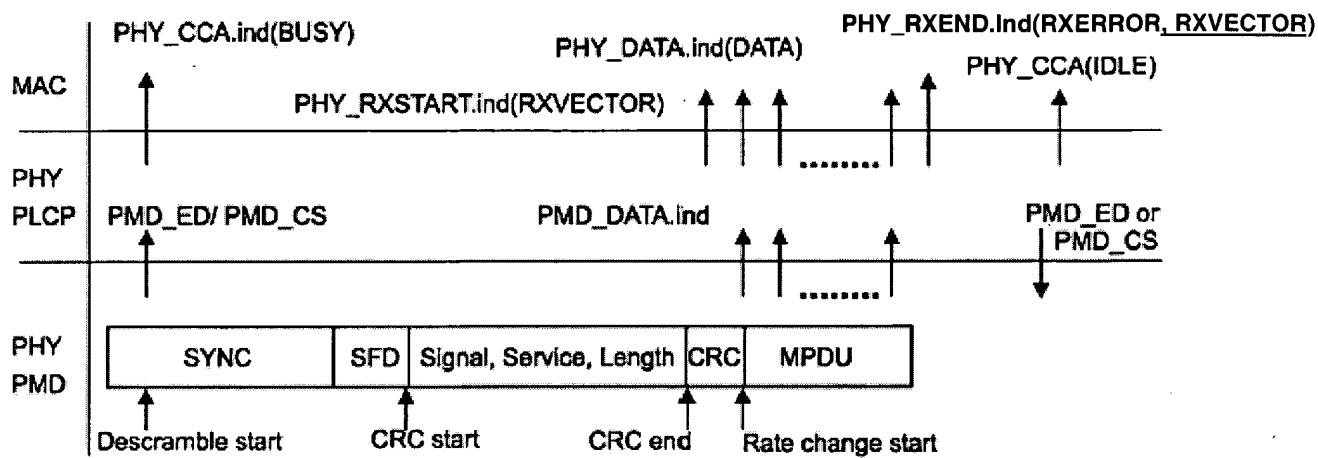 PHY_CCA.ind(BUSY)
PHY_RXEND.Ind(RXERROR, RXVECTOR)
PHY_DATA.ind(DATA)
PHY_CCA(IDLE)
MAC
PHY_RXSTART.ind(RXVECTOR)
PHY
PLCP
PMD_ED/ PMD_CS
PMD_DATA.ind
PMD_ED or
PMD_CS
PHY
PMD
SYNC
SFD
Signal, Service, Length
CRC
MPDU
Descramble start
CRC start
CRC end
Rate change start